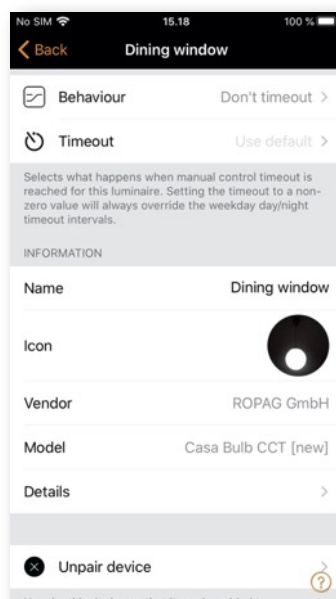 No SIM 15.18 100 %
Back Dining window
Behaviour Don't timeout
Timeout Use default
Selects what happens when manual control timeout is
reached for this luminaire. Setting the timeout to a non-
zero value will always override the weekday day/night
timeout intervals.
INFORMATION
Name Dining window
Icon
Vendor ROPAG GmbH
Model Casa Bulb CCT [new]
Details
Unpair device
?